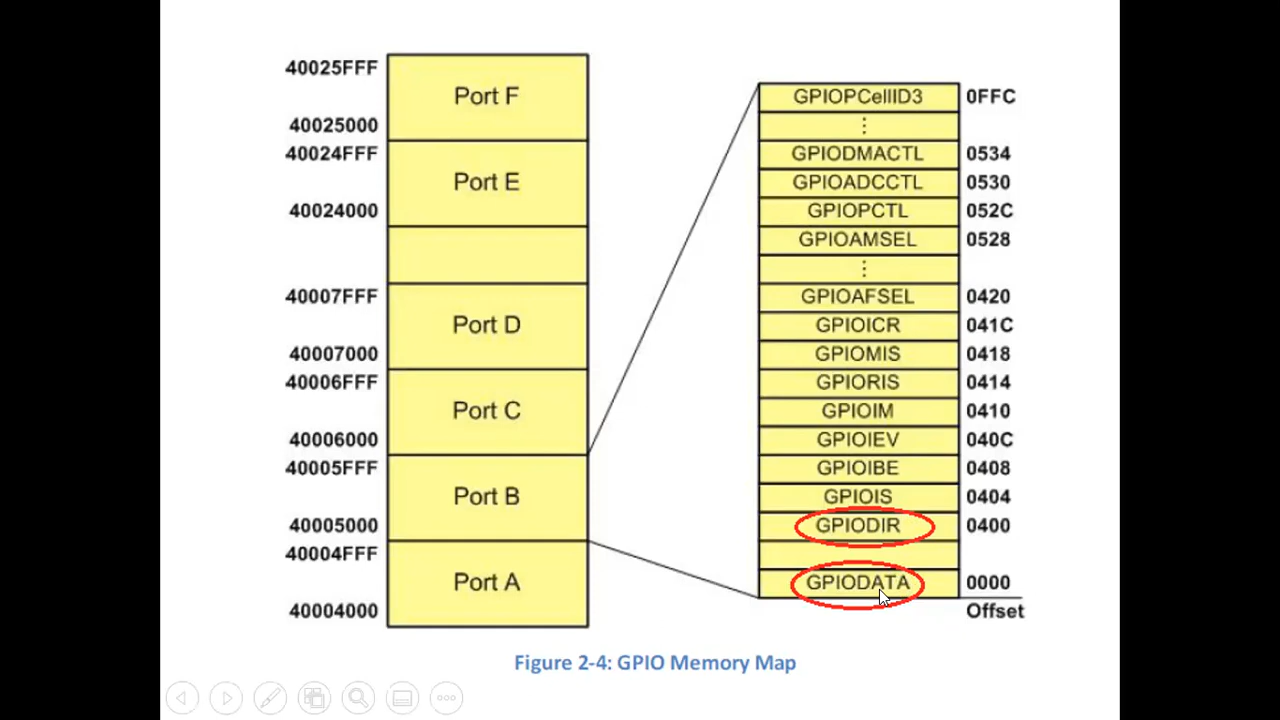 40025FFF
Port F
40025000
40024FFF
Port E
40024000
40007FFF
Port D
40007000
40006FFF
Port C
40006000
40005FFF
Port B
40005000
40004FFF
Port A
40004000
GPIOPCellID3 0FFC
⋮
GPIODMACTL 0534
GPIOADCCTL 0530
GPIOPCTL 052C
GPIOAMSEL 0528
⋮
GPIOAFSEL 0420
GPIOICR 041C
GPIOMIS 0418
GPIORIS 0414
GPIOIM 0410
GPIOIEV 040C
GPIOIBE 0408
GPIOIS 0404
GPIODIR 0400
GPIODATA 0000
Offset
Figure 2-4: GPIO Memory Map